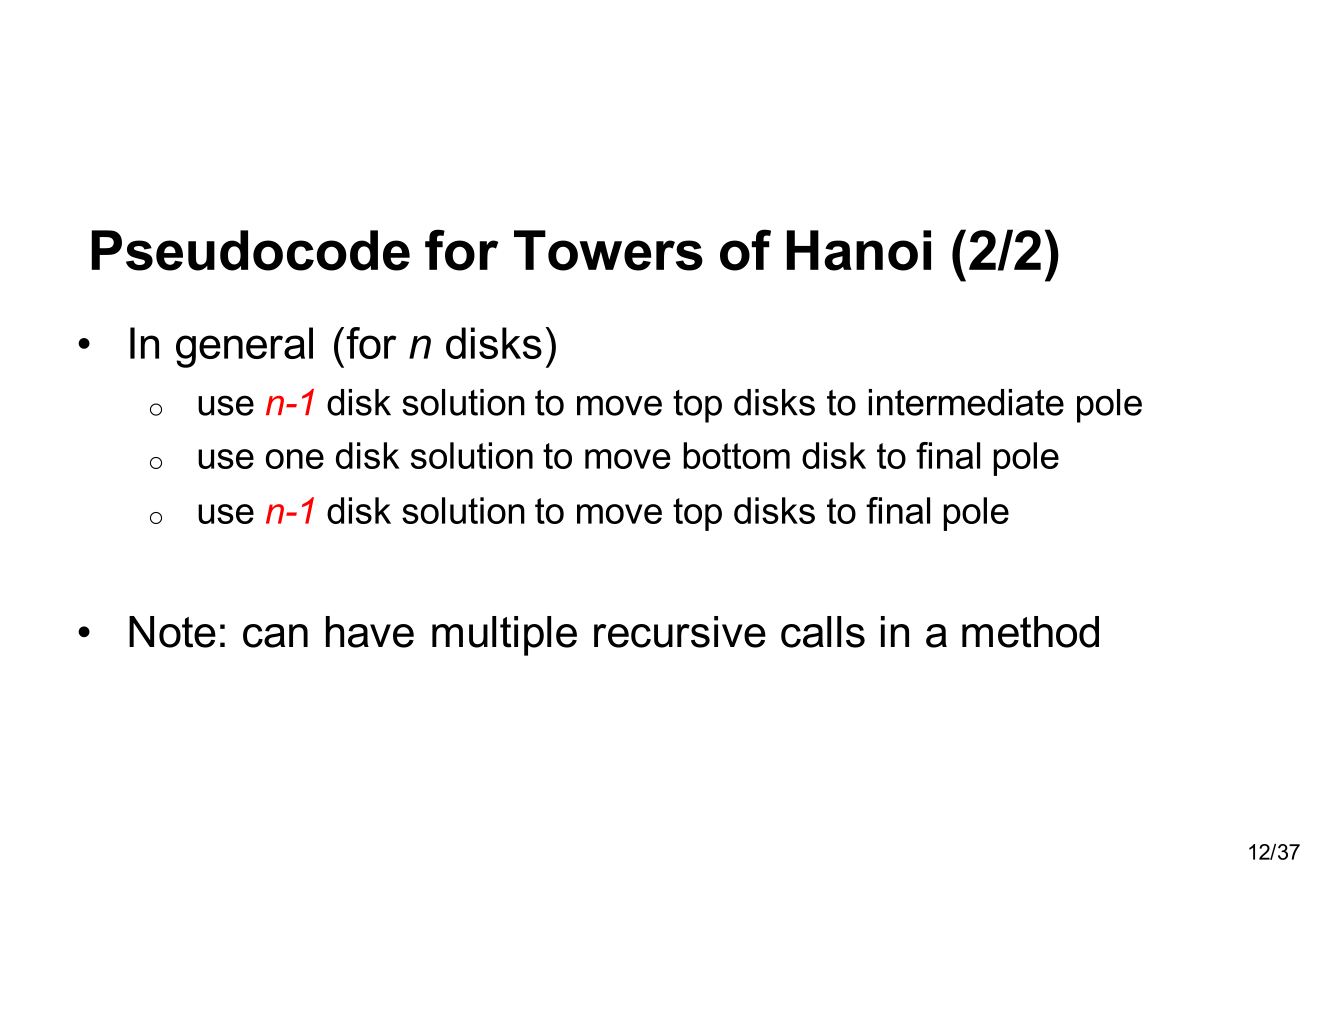 Pseudocode for Towers of Hanoi (2/2)
• In general (for n disks)
o use n-1 disk solution to move top disks to intermediate pole
o use one disk solution to move bottom disk to final pole
o use n-1 disk solution to move top disks to final pole
• Note: can have multiple recursive calls in a method
12/37